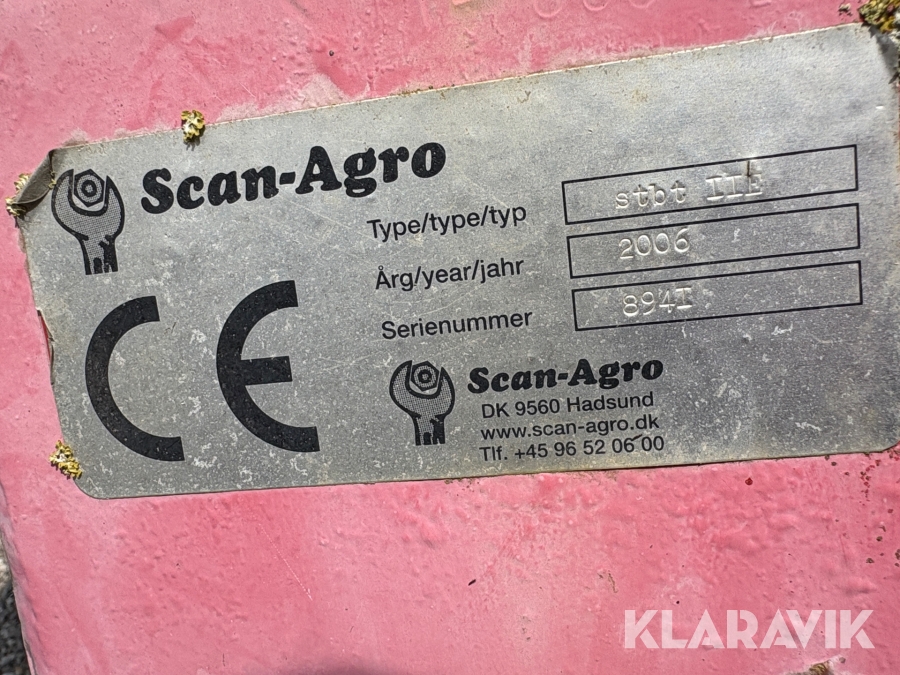 Scan-Agro
Type/type/typ stbt IIE
Årg/year/jahr 2006
Serienummer 894I
CE
Scan-Agro
DK 9560 Hadsund
www.scan-agro.dk
Tlf. +45 96 52 06 00
KLARAVIK